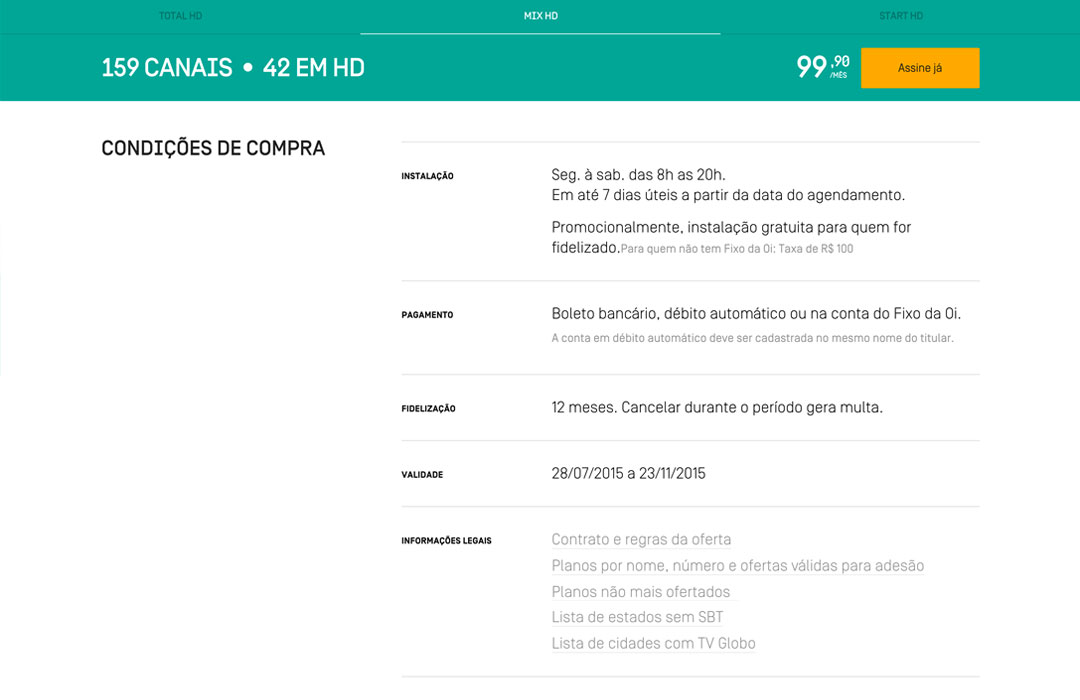 TOTAL HD
MIX HD
START HD
159 CANAIS • 42 EM HD
99,90
/MÊS
Assine já
CONDIÇÕES DE COMPRA
INSTALAÇÃO
Seg. à sab. das 8h as 20h.
Em até 7 dias úteis a partir da data do agendamento.
Promocionalmente, instalação gratuita para quem for
fidelizado.Para quem não tem Fixo da Oi: Taxa de R$ 100
PAGAMENTO
Boleto bancário, débito automático ou na conta do Fixo da Oi.
A conta em débito automático deve ser cadastrada no mesmo nome do titular.
FIDELIZAÇÃO
12 meses. Cancelar durante o período gera multa.
VALIDADE
28/07/2015 a 23/11/2015
INFORMAÇÕES LEGAIS
Contrato e regras da oferta
Planos por nome, número e ofertas válidas para adesão
Planos não mais ofertados
Lista de estados sem SBT
Lista de cidades com TV Globo